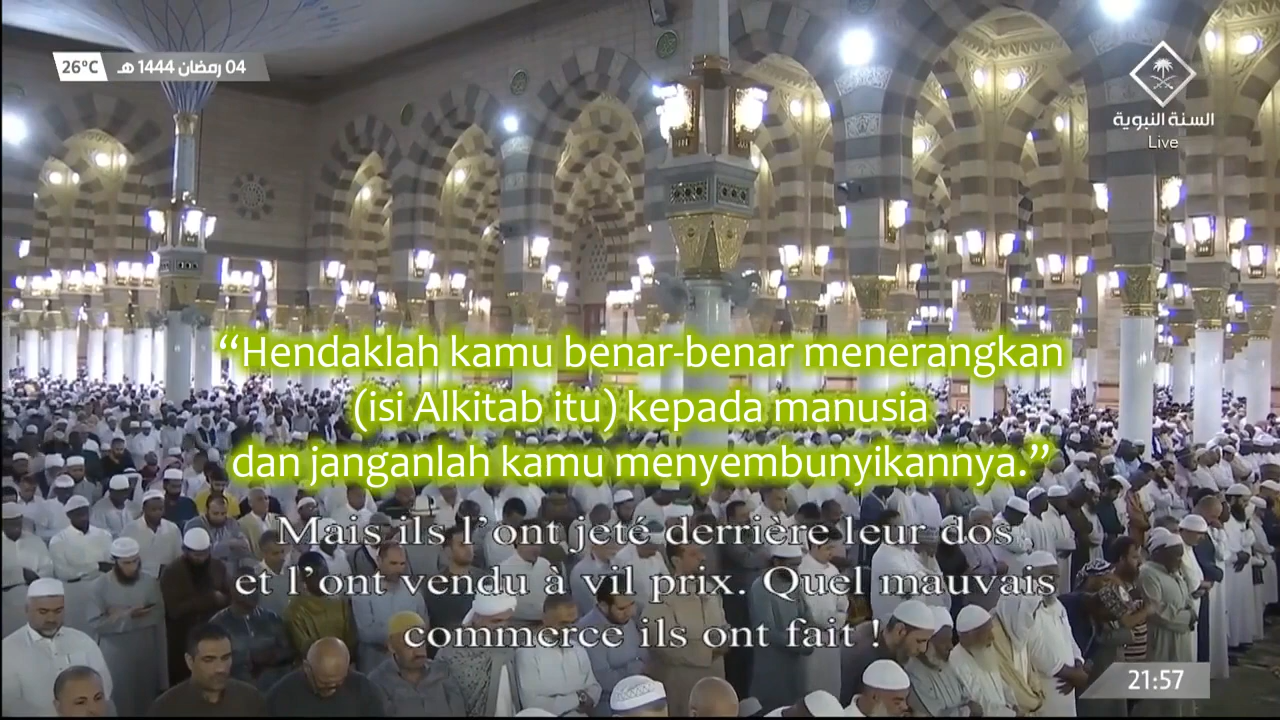 26°C 04 رمضان 1444 هـ
السنة النبوية
Live
“Hendaklah kamu benar-benar menerangkan
(isi Alkitab itu) kepada manusia
dan janganlah kamu menyembunyikannya.”
Mais ils l’ont jeté derrière leur dos
et l’ont vendu à vil prix. Quel mauvais
commerce ils ont fait !
21:57